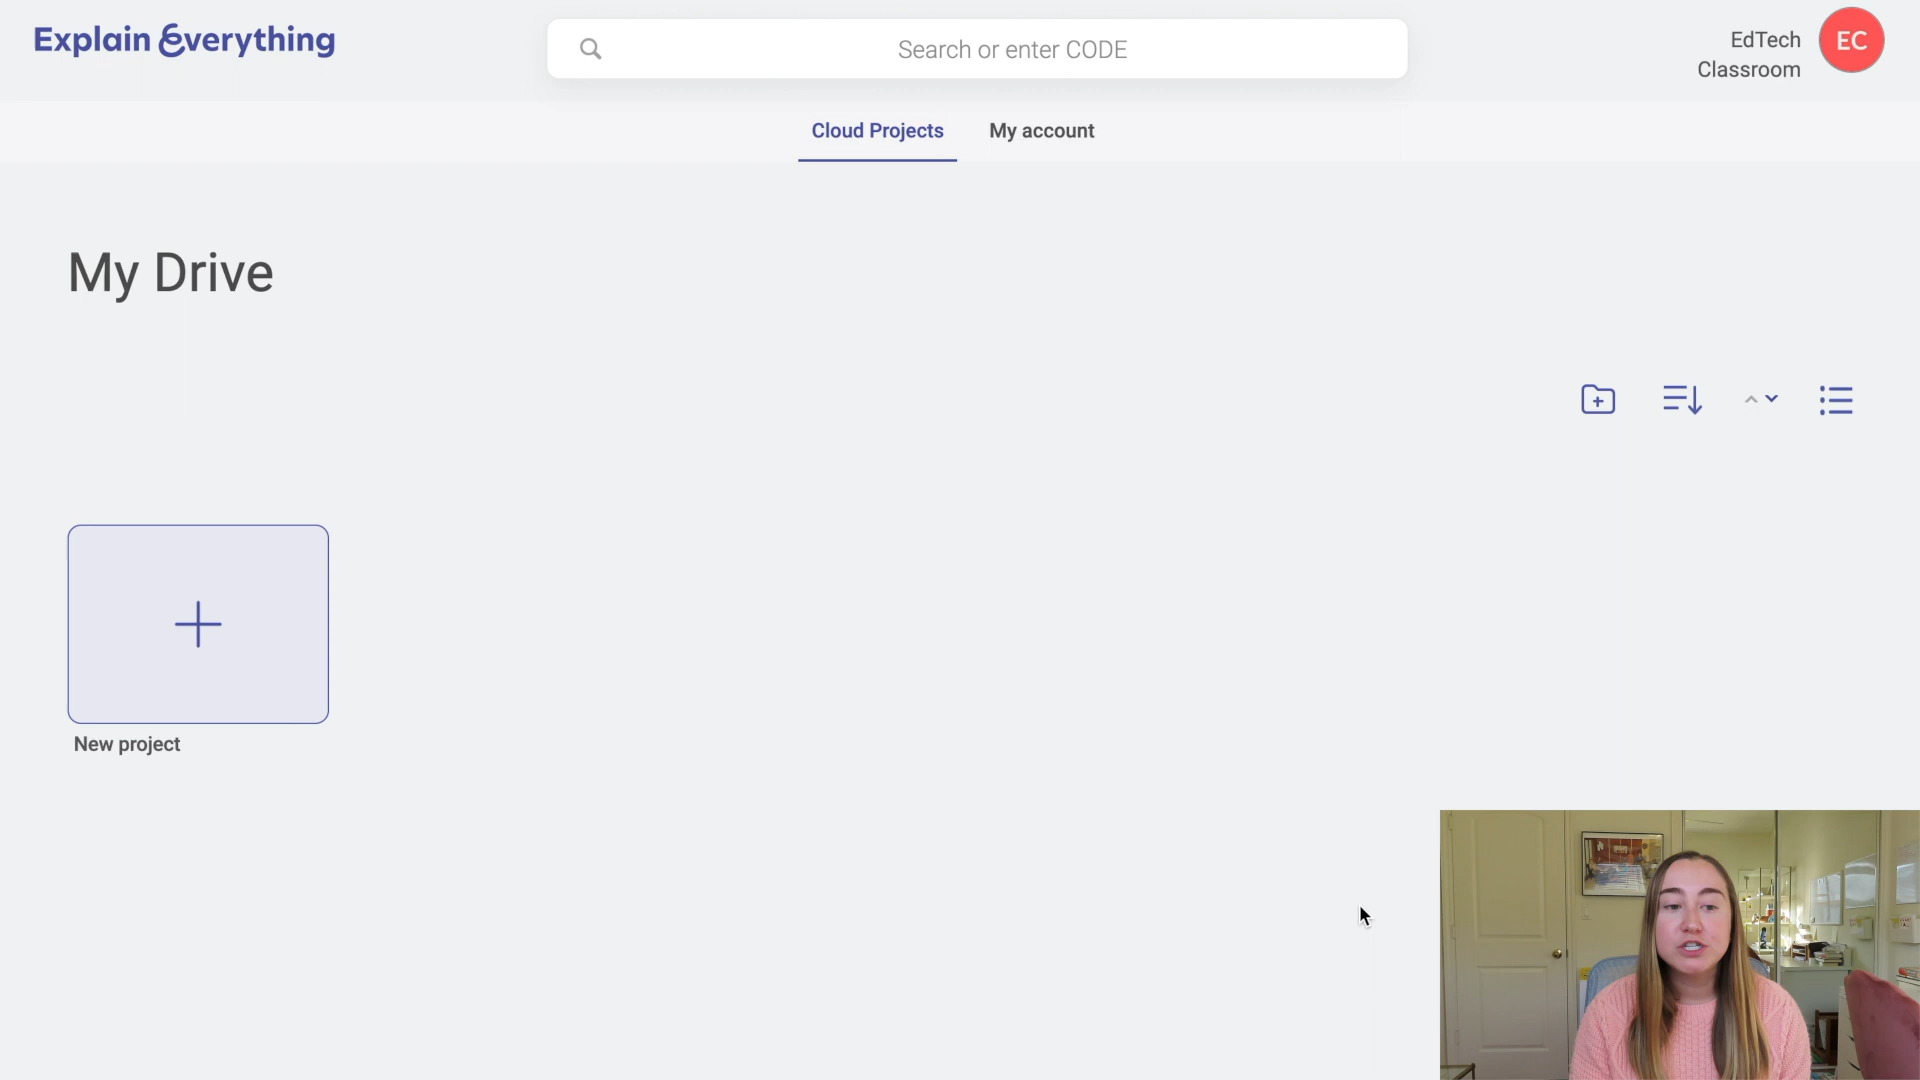 Explain Everything
Search or enter CODE
EdTech
Classroom
EC
Cloud Projects
My account
My Drive
New project